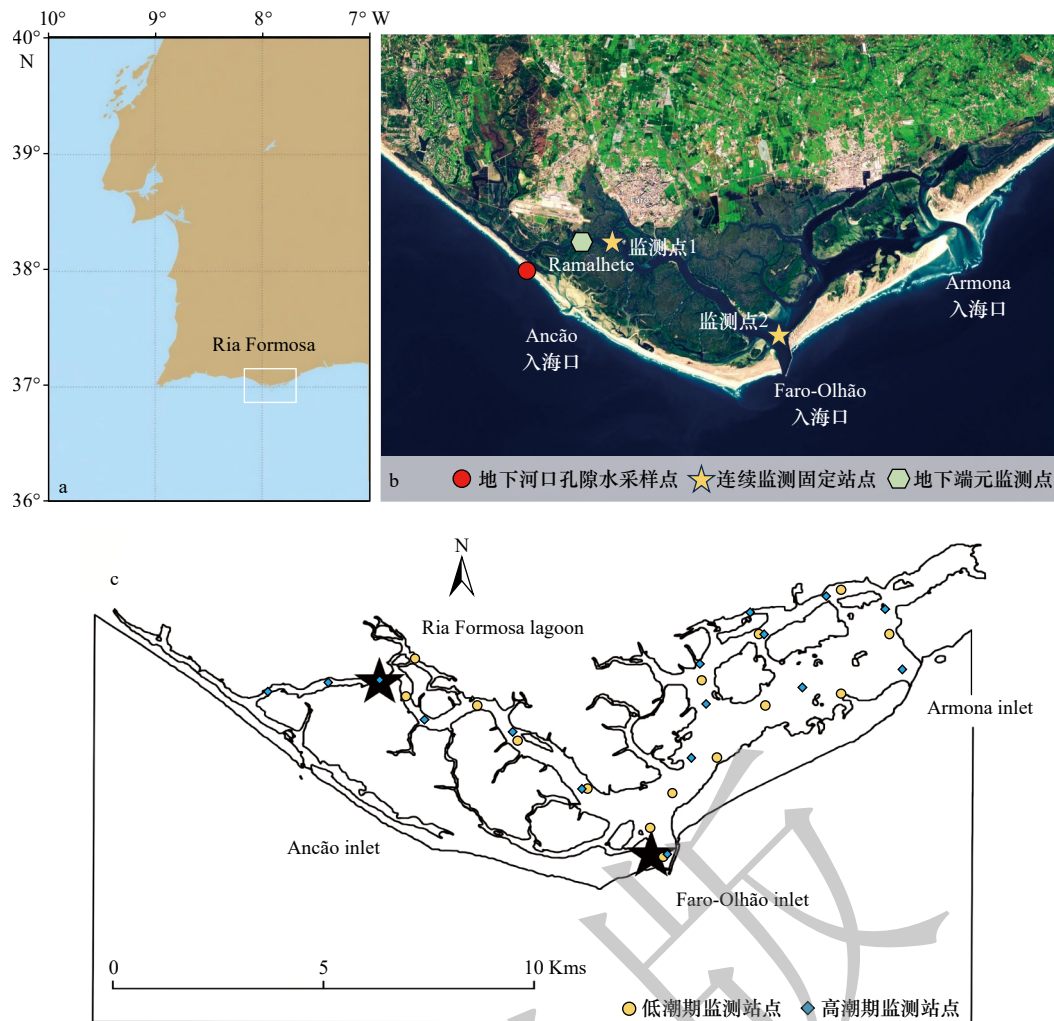 10° 9° 8° 7° W
40°
N
39°
38°
37°
36°
Ria Formosa
a
监测点1
Ramalhete
监测点2
Ancão
入海口
Armona
入海口
Faro-Olhão
入海口
b 地下河口孔隙水采样点 连续监测固定站点 地下端元监测点
c
N
Ria Formosa lagoon
Armona inlet
Ancão inlet
Faro-Olhão inlet
0 5 10 Kms
低潮期监测站点 高潮期监测站点
版